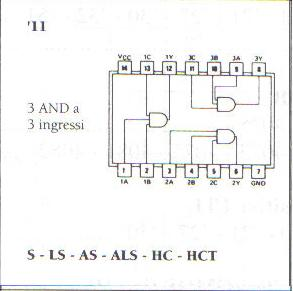 '11
VCC 1C 1Y 3C 3B 3A 3Y
14 13 12 11 10 9 8
3 AND a
3 ingressi
1 2 3 4 5 6 7
1A 1B 2A 2B 2C 2Y GND
S - LS - AS - ALS - HC - HCT